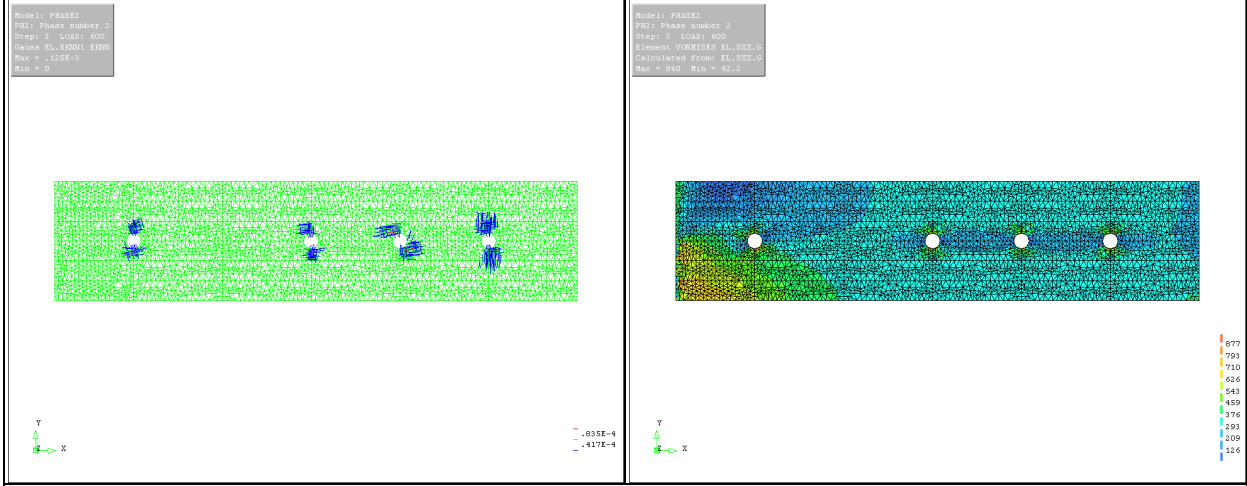 Model: PHASE2
PH2: Phase number 2
Step: 3 LOAD: 600
Gauss EL.EKNN1 EKNN
Max = .125E-3
Min = 0
Y
Z X
.835E-4
.417E-4
Model: PHASE2
PH2: Phase number 2
Step: 3 LOAD: 600
Element VONMISES EL.SXX.G
Calculated from: EL.SXX.G
Max = 960 Min = 42.2
Y
Z X
877
793
710
626
543
459
376
293
209
126